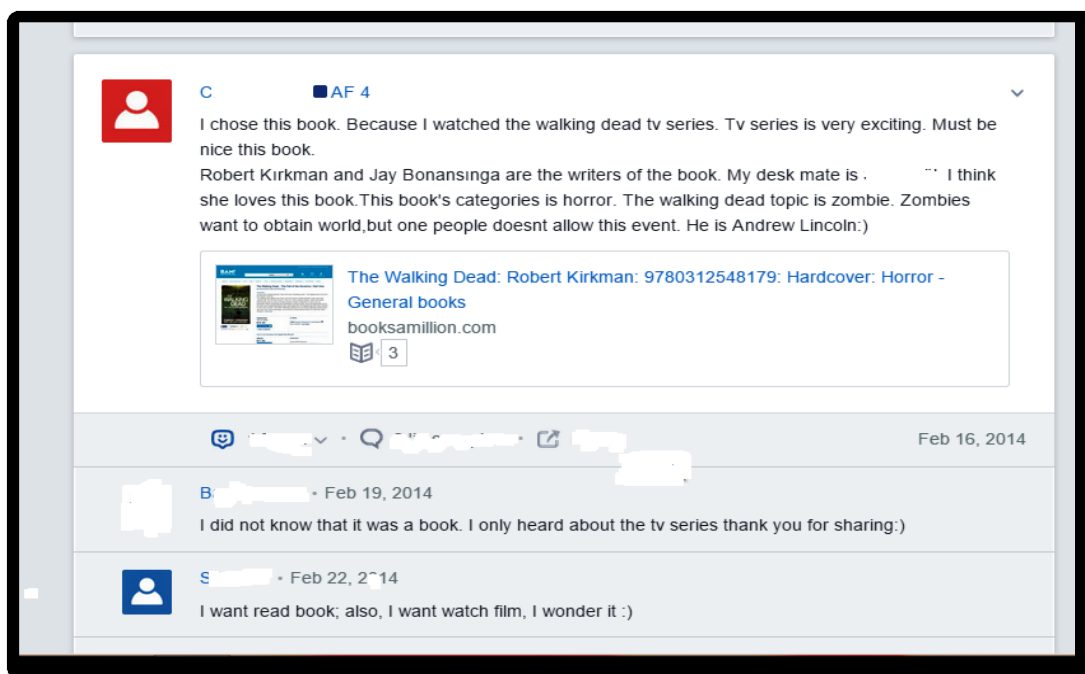 C AF 4
I chose this book. Because I watched the walking dead tv series. Tv series is very exciting. Must be
nice this book.
Robert Kırkman and Jay Bonansınga are the writers of the book. My desk mate is I think
she loves this book.This book's categories is horror. The walking dead topic is zombie. Zombies
want to obtain world,but one people doesnt allow this event. He is Andrew Lincoln:)
The Walking Dead: Robert Kirkman: 9780312548179: Hardcover: Horror -
General books
booksamillion.com
3
Feb 16, 2014
Feb 19, 2014
I did not know that it was a book. I only heard about the tv series thank you for sharing:)
Feb 22, 2014
I want read book; also, I want watch film, I wonder it :)